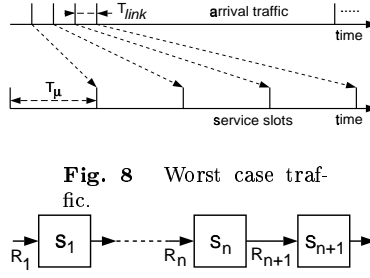 T_link arrival traffic .....
time
T_μ
service slots time
Fig. 8 Worst case traf-
fic.
R_1 S_1 R_n S_n R_n+1 S_n+1